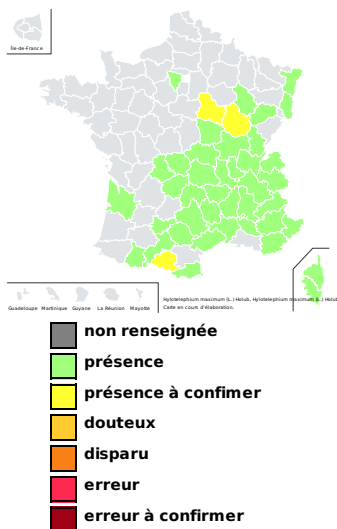 Île-de-France
Guadeloupe Martinique Guyane La Réunion Mayotte
Hylotelephium maximum (L.) Holub, Hylotelephium maximum (L.) Holub
Carte en cours d'élaboration.
non renseignée
présence
présence à confimer
douteux
disparu
erreur
erreur à confirmer